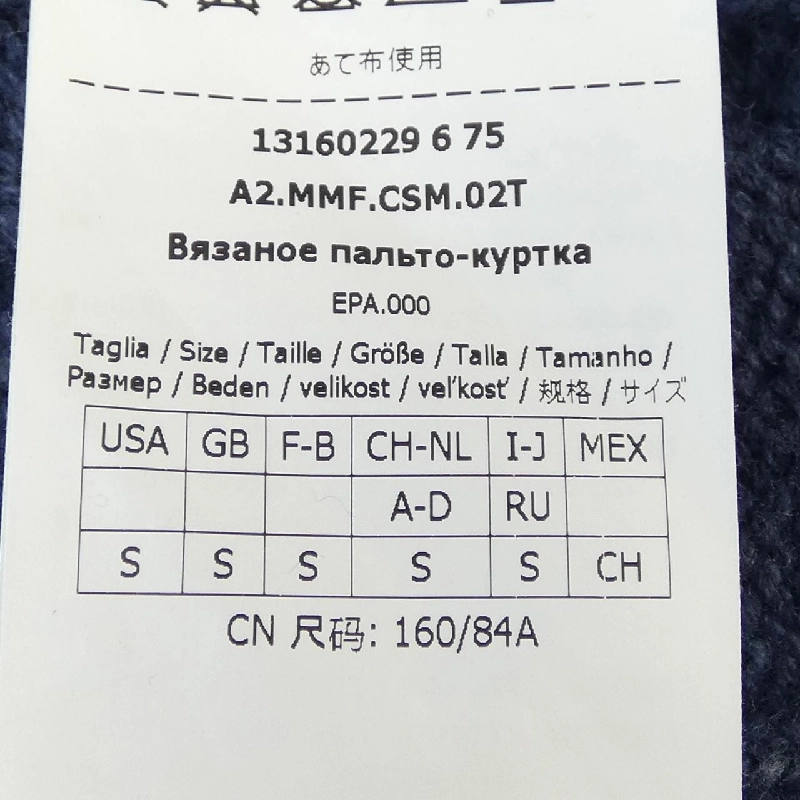 あて布使用
13160229 6 75
A2.MMF.CSM.02T
Вязаное пальто-куртка
EPA.000
Taglia / Size / Taille / Größe / Talla / Tamanho /
Размер / Beden / velikost / veľkosť / 规格 / サイズ
USA GB F-B CH-NL I-J MEX
A-D RU
S S S S S CH
CN 尺码: 160/84A